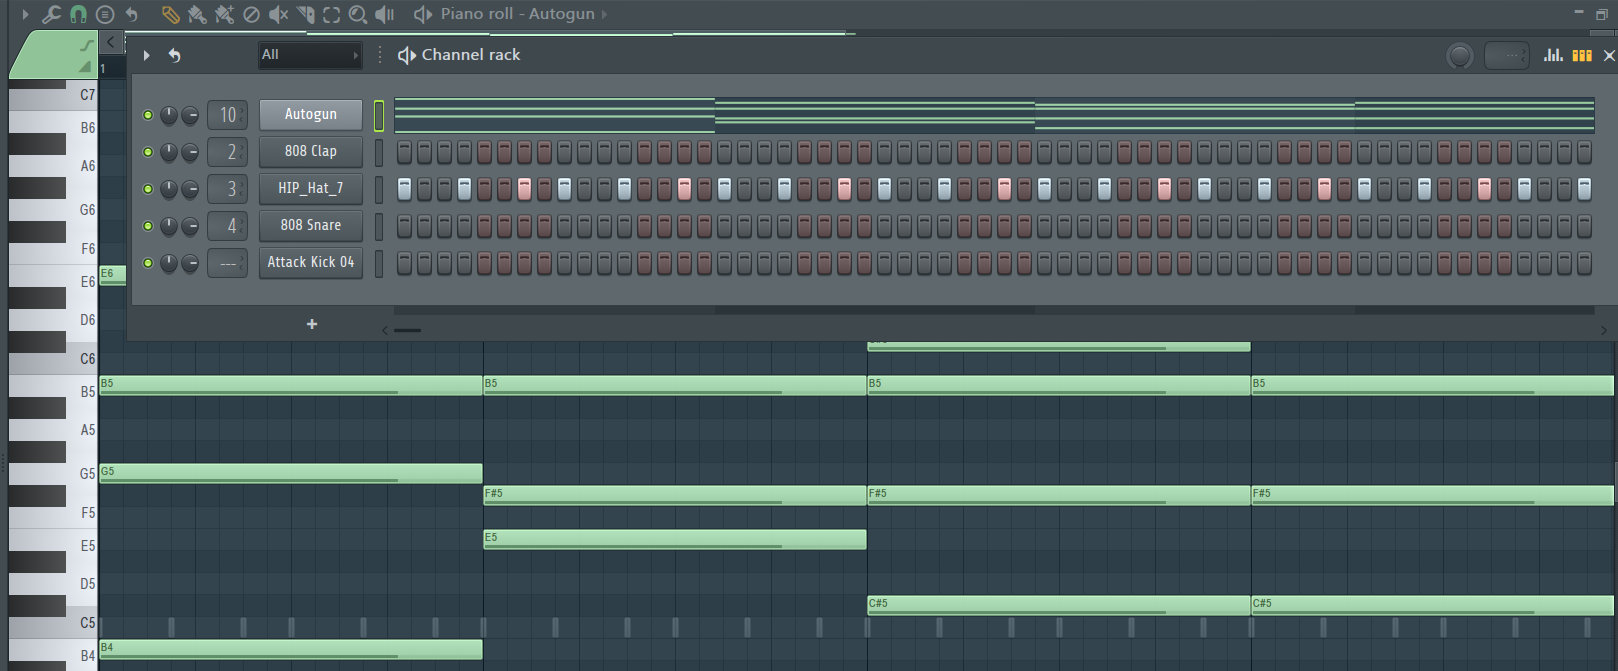 Piano roll - Autogun
All
Channel rack
1
10 Autogun
2 808 Clap
3 HIP_Hat_7
4 808 Snare
--- Attack Kick 04
+
C7
B6
A6
G6
F6
E6
E6
D6
C6
B5
B5 B5 B5 B5
A5
G5
G5
F#5 F#5 F#5
F5
E5
E5
D5
C#5 C#5
C5
B4
B4